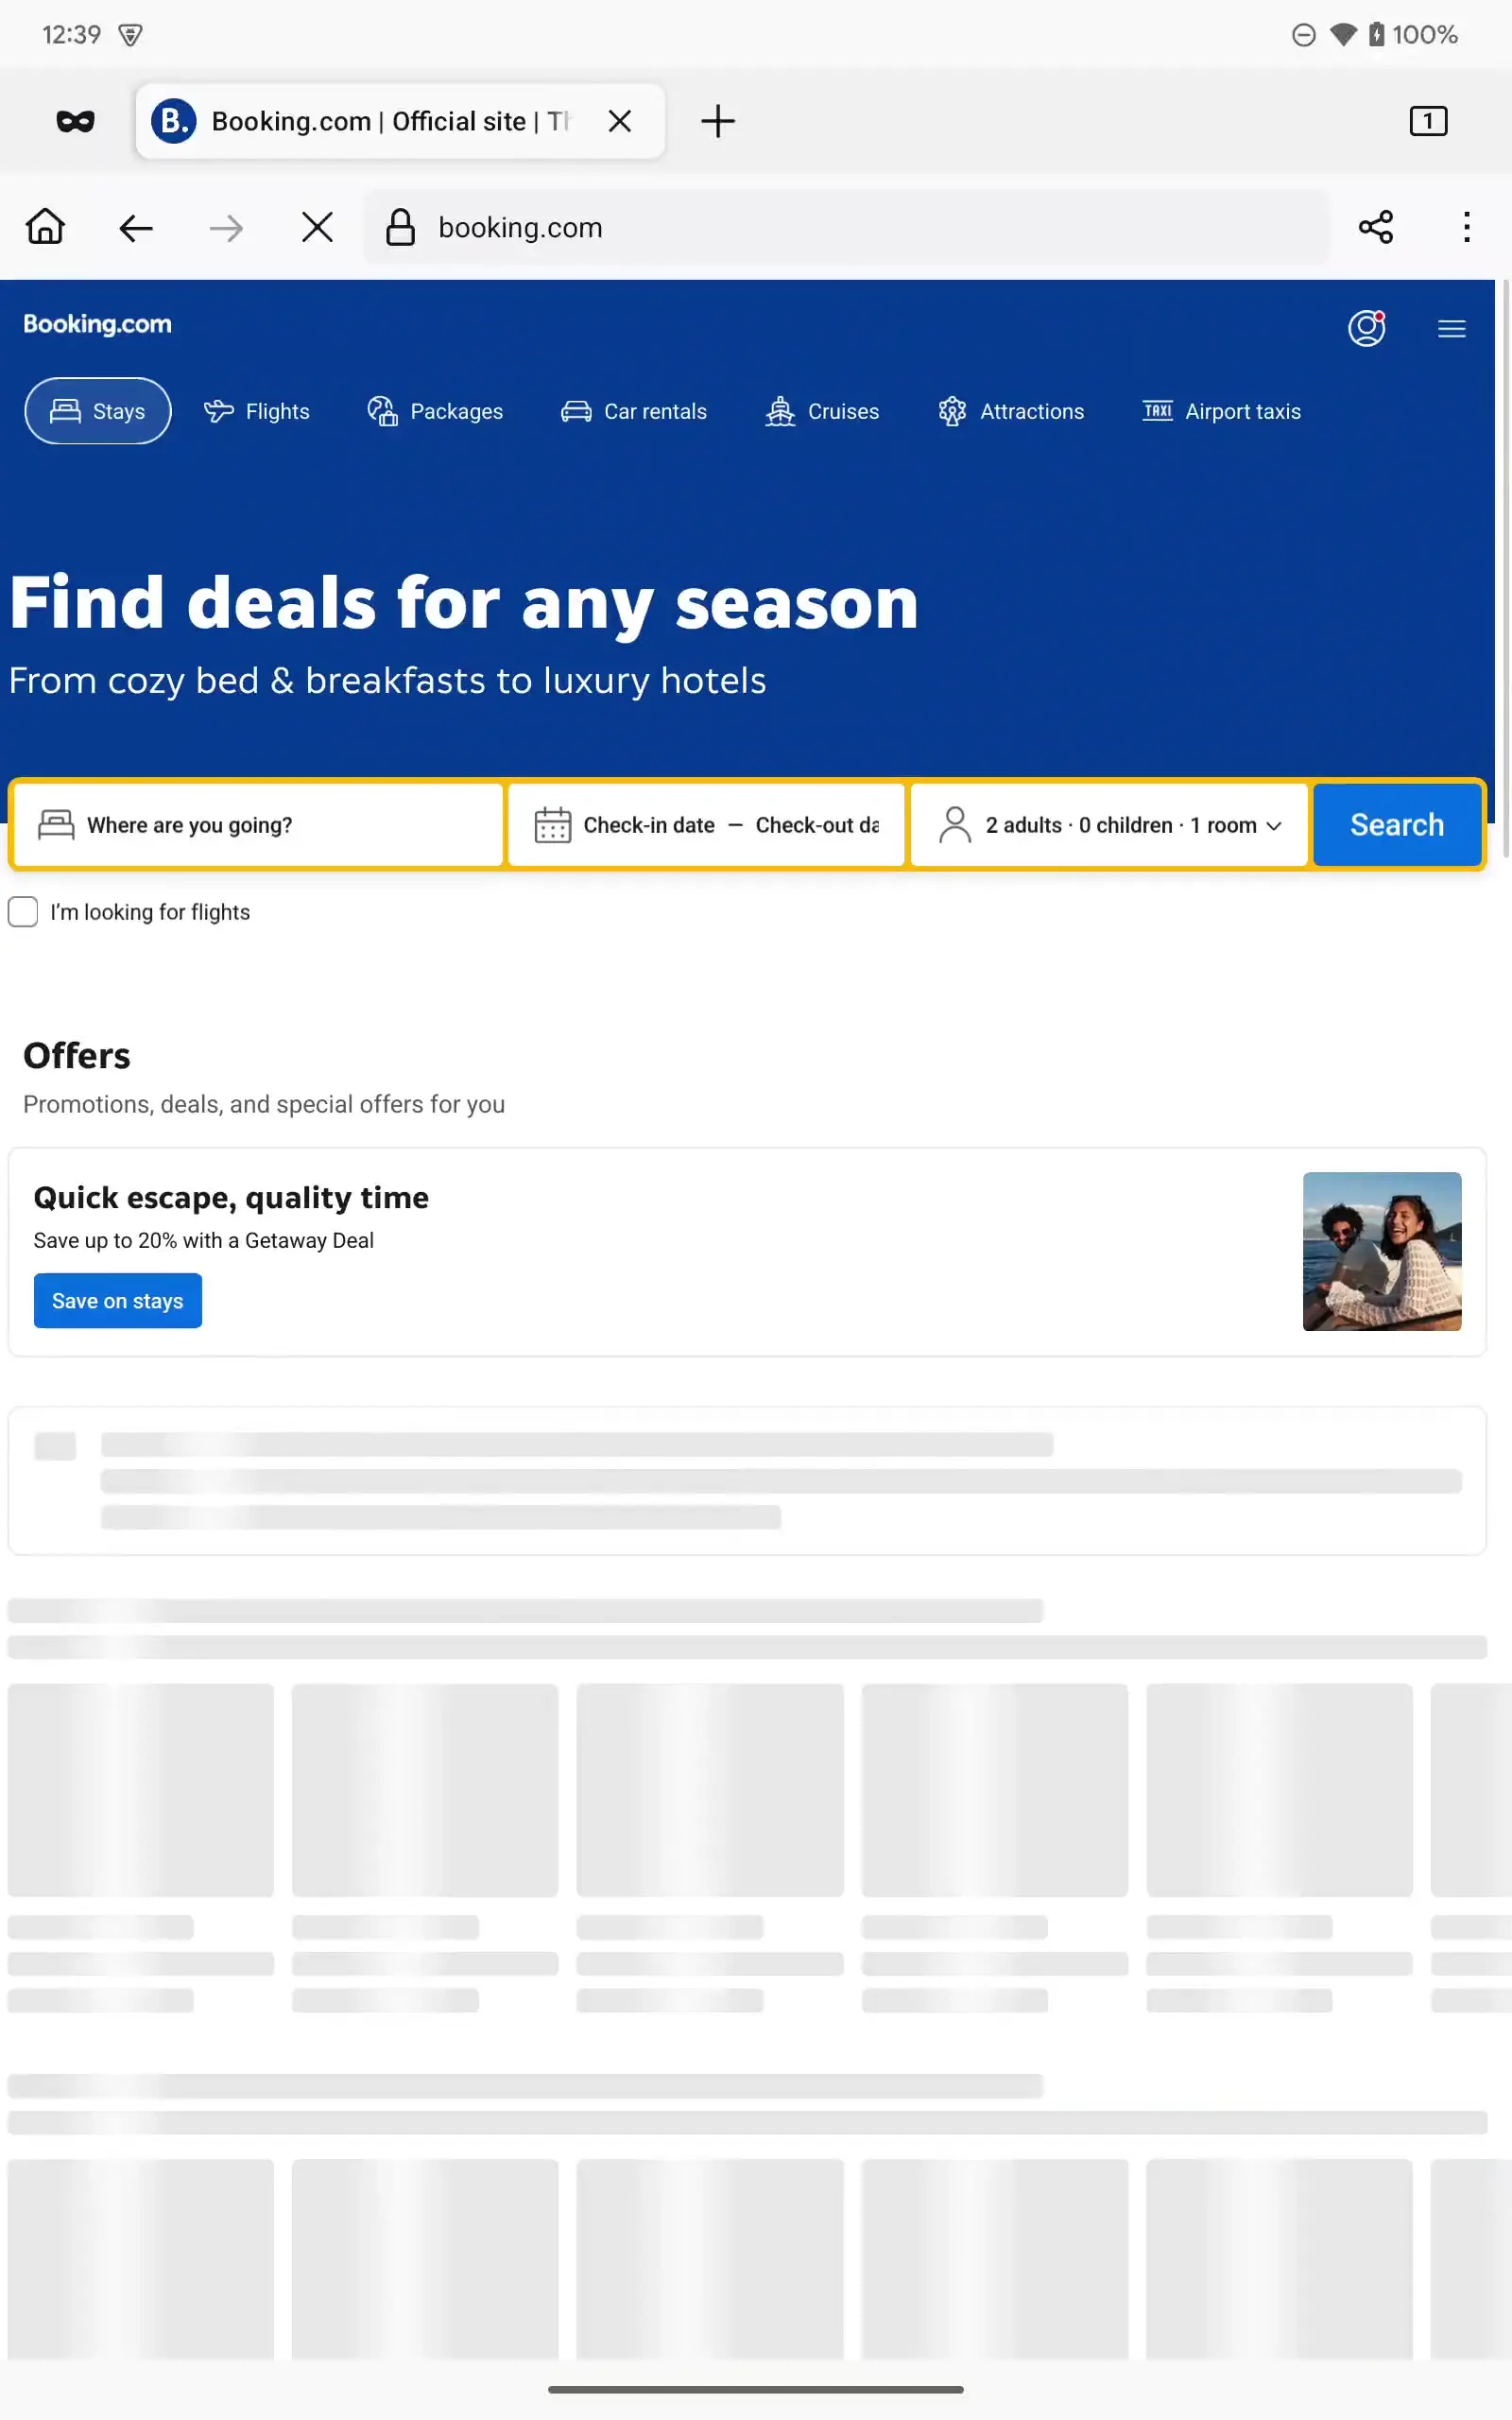 12:39
100%
B. Booking.com | Official site | Th
1
booking.com
Booking.com
Stays
Flights
Packages
Car rentals
Cruises
Attractions
TAXI Airport taxis
Find deals for any season
From cozy bed & breakfasts to luxury hotels
Where are you going?
Check-in date — Check-out da
2 adults · 0 children · 1 room
Search
I’m looking for flights
Offers
Promotions, deals, and special offers for you
Quick escape, quality time
Save up to 20% with a Getaway Deal
Save on stays